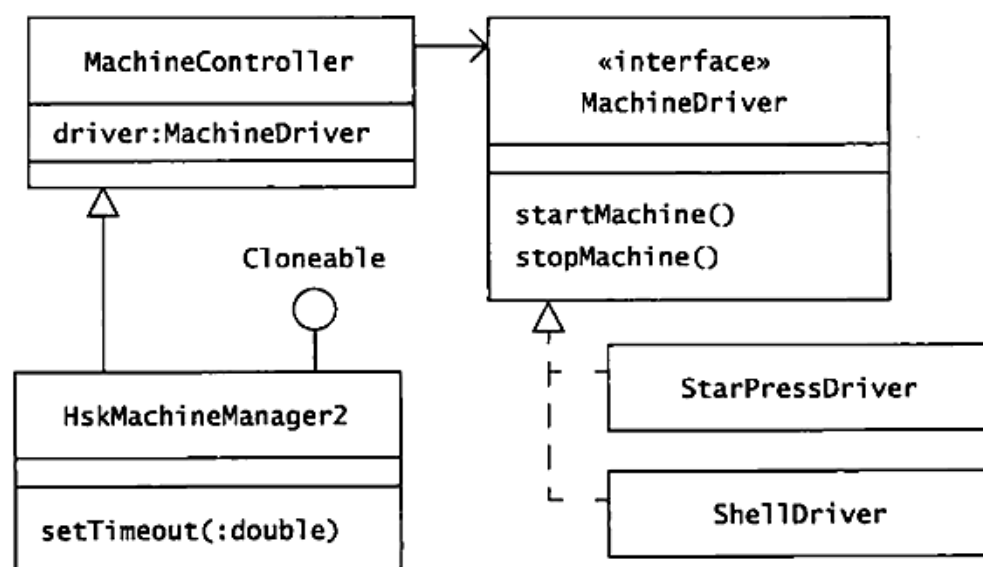 MachineController
driver:MachineDriver
«interface»
MachineDriver
startMachine()
stopMachine()
Cloneable
HskMachineManager2
setTimeout(:double)
StarPressDriver
ShellDriver